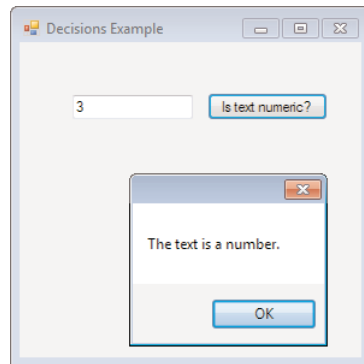 Decisions Example
3
Is text numeric?
The text is a number.
OK